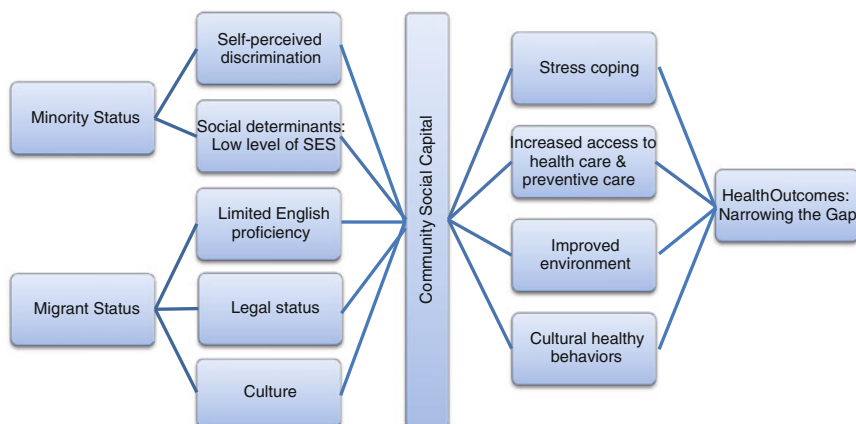 Minority Status
Migrant Status
Self-perceived
discrimination
Social determinants:
Low level of SES
Limited English
proficiency
Legal status
Culture
Community Social Capital
Stress coping
Increased access to
health care &
preventive care
Improved
environment
Cultural healthy
behaviors
HealthOutcomes:
Narrowing the Gap